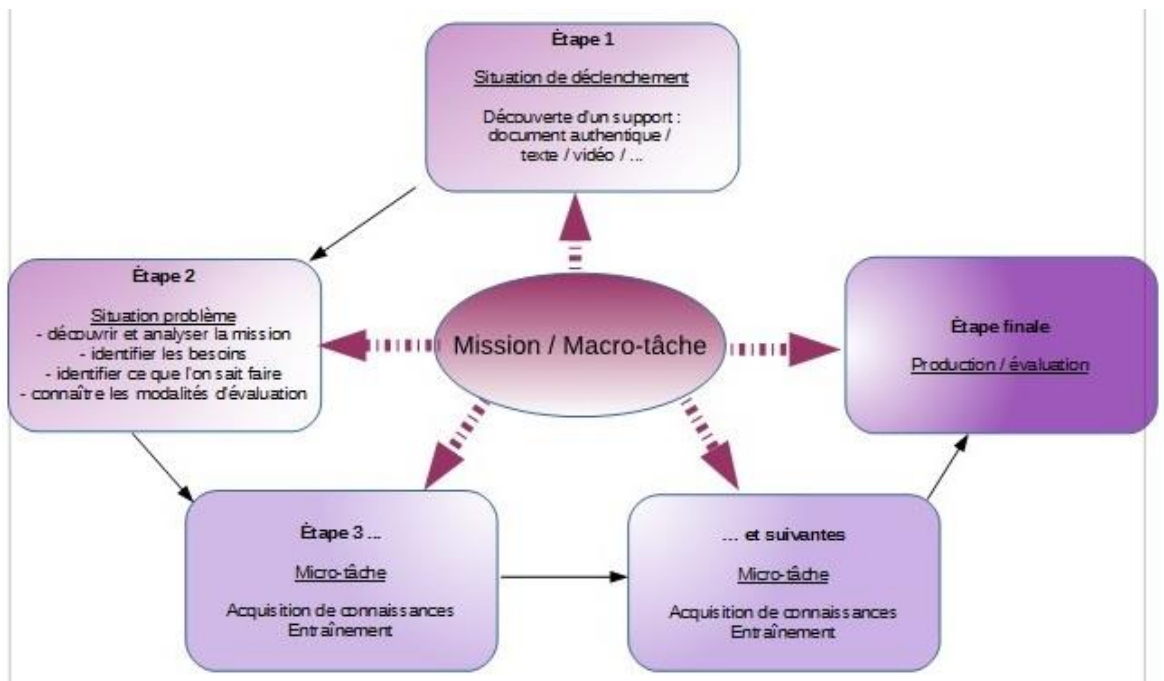 Étape 1
Situation de déclenchement
Découverte d'un support :
document authentique /
texte / vidéo / ...
Étape 2
Situation problème
- découvrir et analyser la mission
- identifier les besoins
- identifier ce que l'on sait faire
- connaître les modalités d'évaluation
Mission / Macro-tâche
Étape finale
Production / évaluation
Étape 3 ...
Micro-tâche
Acquisition de connaissances
Entraînement
... et suivantes
Micro-tâche
Acquisition de connaissances
Entraînement